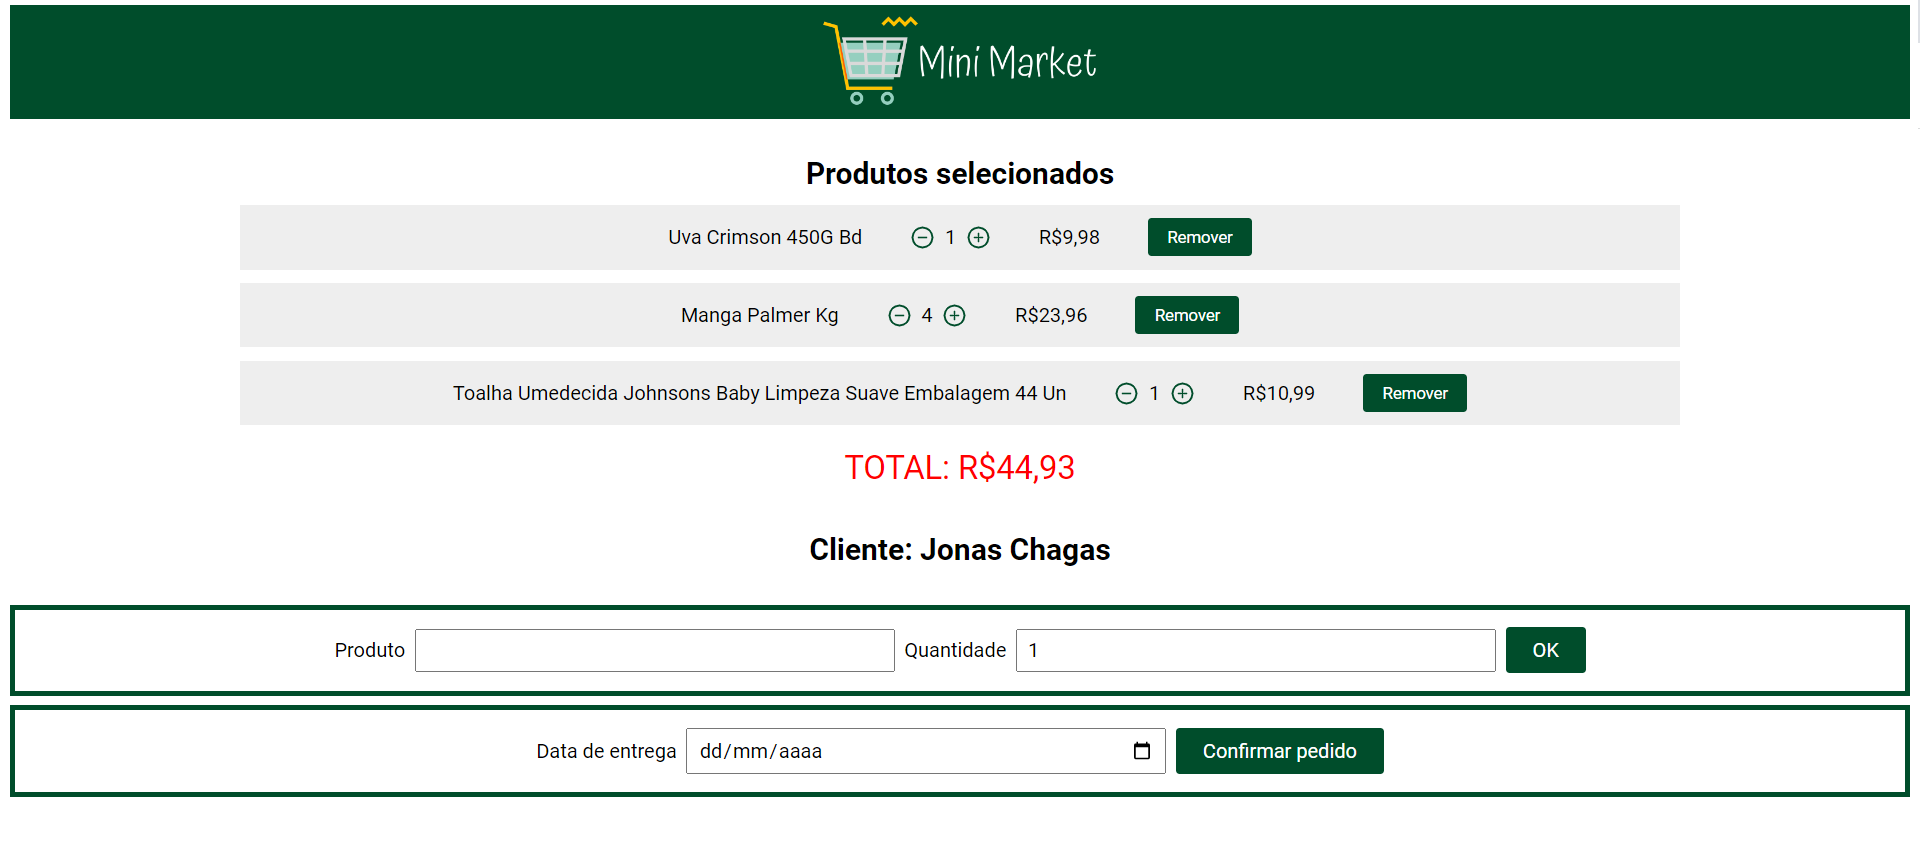 Mini Market
Produtos selecionados
Uva Crimson 450G Bd 1 R$9,98 Remover
Manga Palmer Kg 4 R$23,96 Remover
Toalha Umedecida Johnsons Baby Limpeza Suave Embalagem 44 Un 1 R$10,99 Remover
TOTAL: R$44,93
Cliente: Jonas Chagas
Produto Quantidade 1 OK
Data de entrega dd/mm/aaaa Confirmar pedido